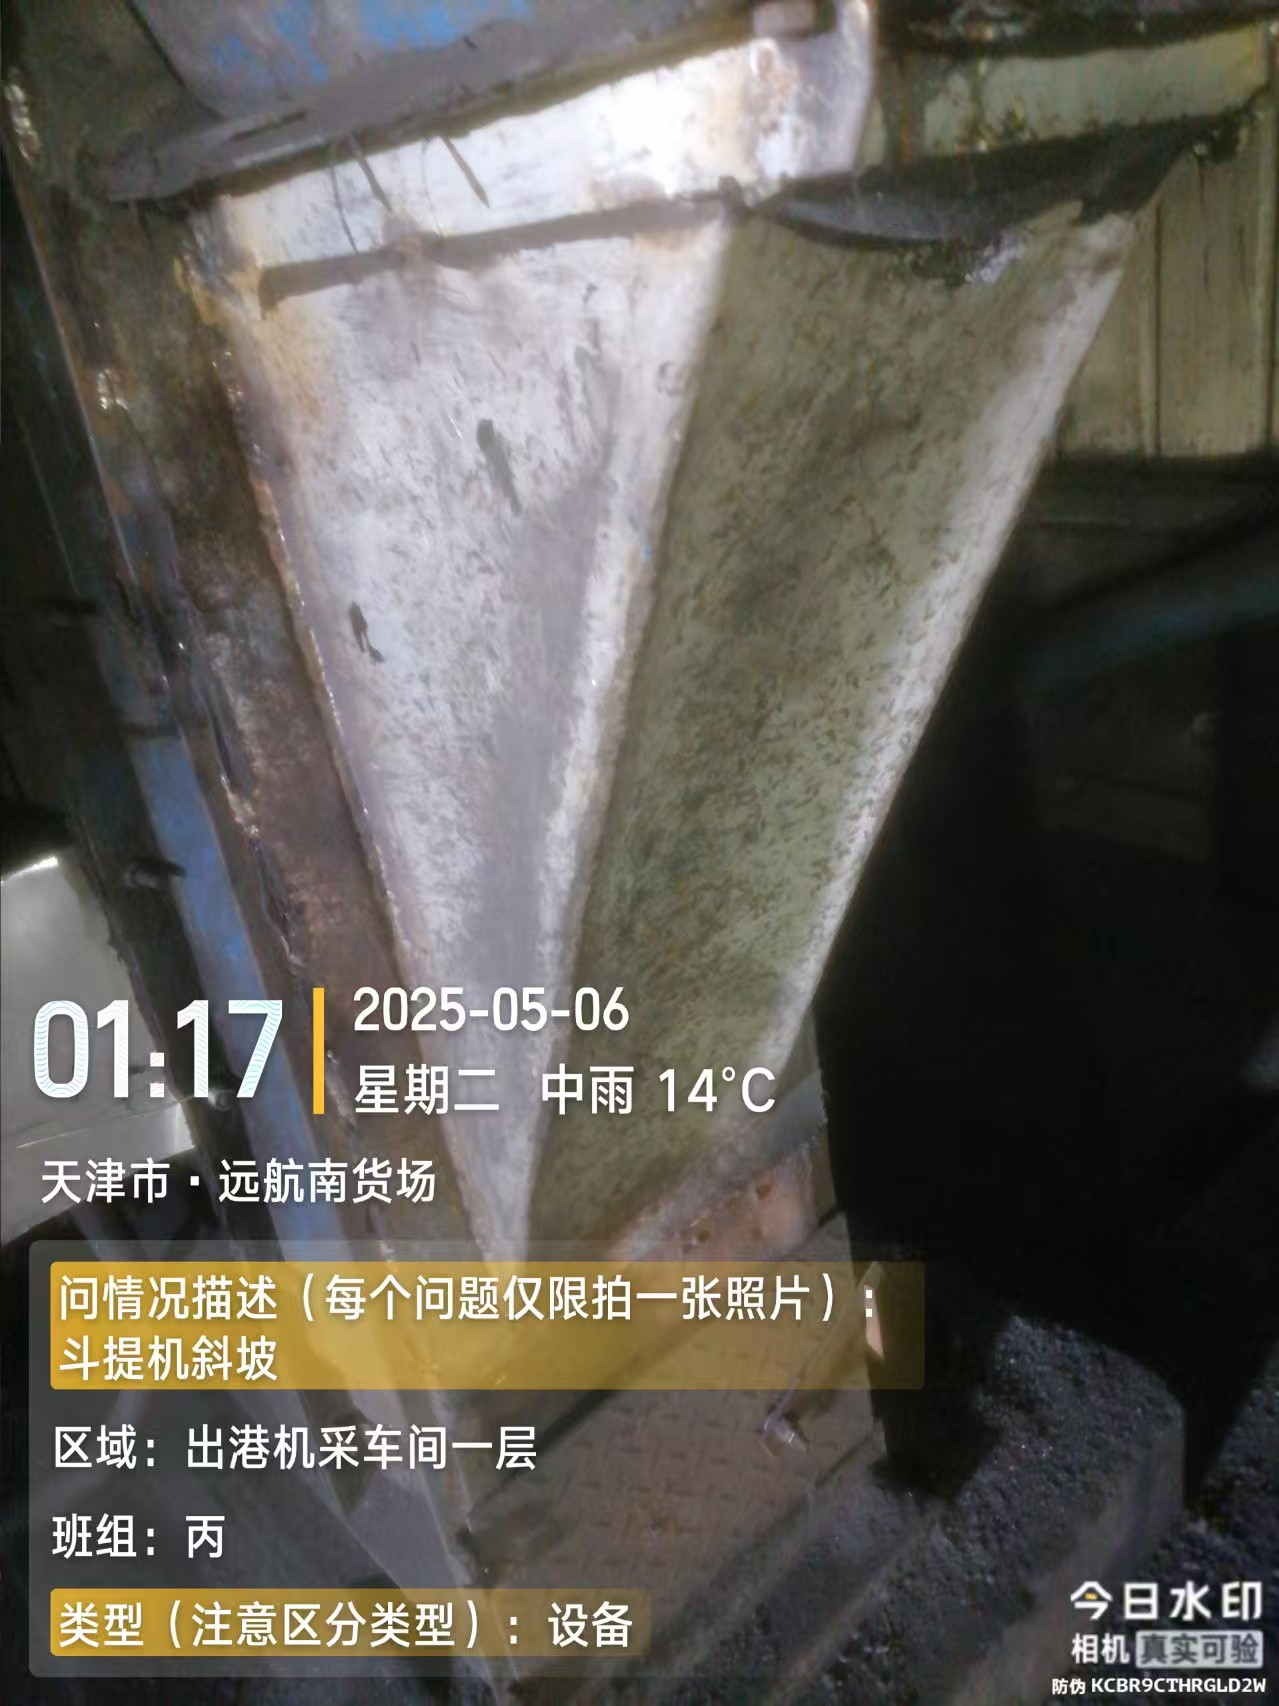 01:17
2025-05-06
星期二 中雨 14°C
天津市·远航南货场
问情况描述（每个问题仅限拍一张照片）：
斗提机斜坡
区域：出港机采车间一层
班组：丙
类型（注意区分类型）：设备
今日水印
相机 真实可验
防伪 KCBR9CTHRGLD2W